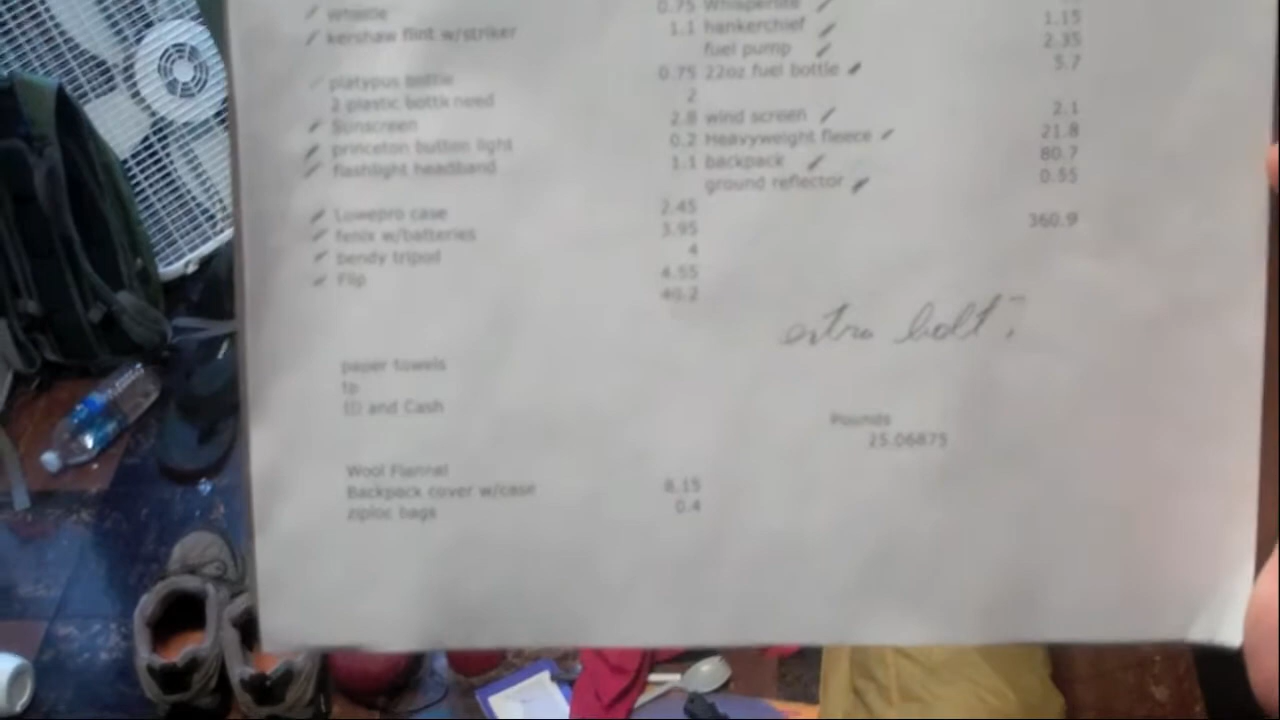 whistle 0.75 Whisperlite
kershaw flint w/striker 1.1 hankerchief 1.15
fuel pump 2.35
platypus bottle 0.75 22oz fuel bottle 5.7
2 plastic bottk need 2
Sunscreen 2.8 wind screen 2.1
princeton button light 0.2 Heavyweight fleece 21.8
flashlight headband 1.1 backpack 80.7
ground reflector 0.55
Lowepro case 2.45
fenix w/batteries 3.95 360.9
bendy tripod 4
Flip 4.55
40.2
extra bolt?
paper towels
tp
ID and Cash
Pounds
25.06875
Wool Flannel
Backpack cover w/case 8.15
ziploc bags 0.4